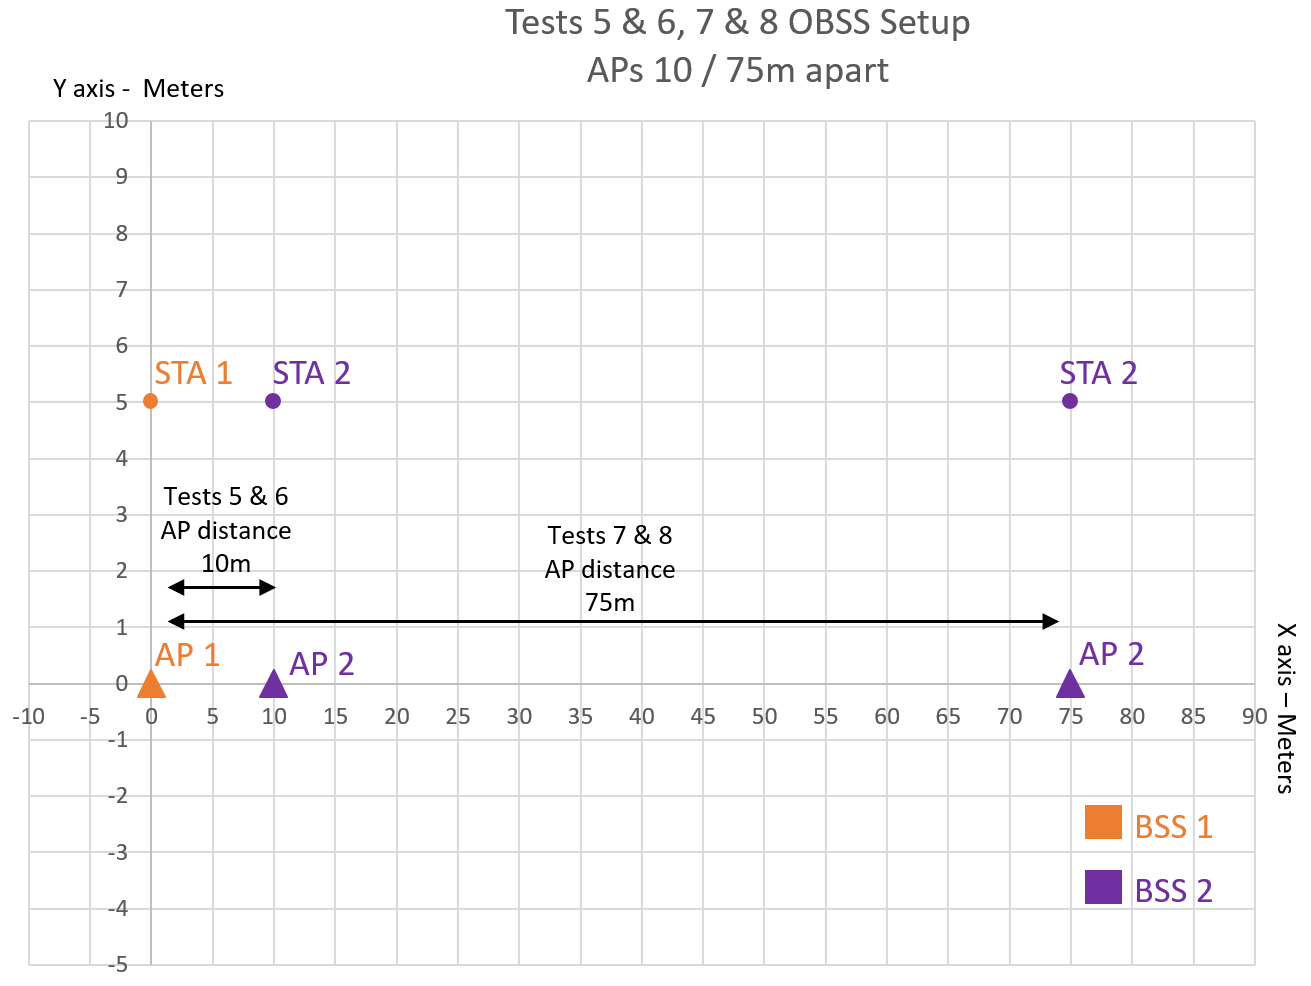 Tests 5 & 6, 7 & 8 OBSS Setup
APs 10 / 75m apart
Y axis - Meters
10
9
8
7
6
STA 1
STA 2
STA 2
5
4
Tests 5 & 6
AP distance
10m
3
Tests 7 & 8
AP distance
75m
2
1
X axis – Meters
AP 1
AP 2
AP 2
0
-10 -5 0 5 10 15 20 25 30 35 40 45 50 55 60 65 70 75 80 85 90
-1
-2
BSS 1
-3
BSS 2
-4
-5